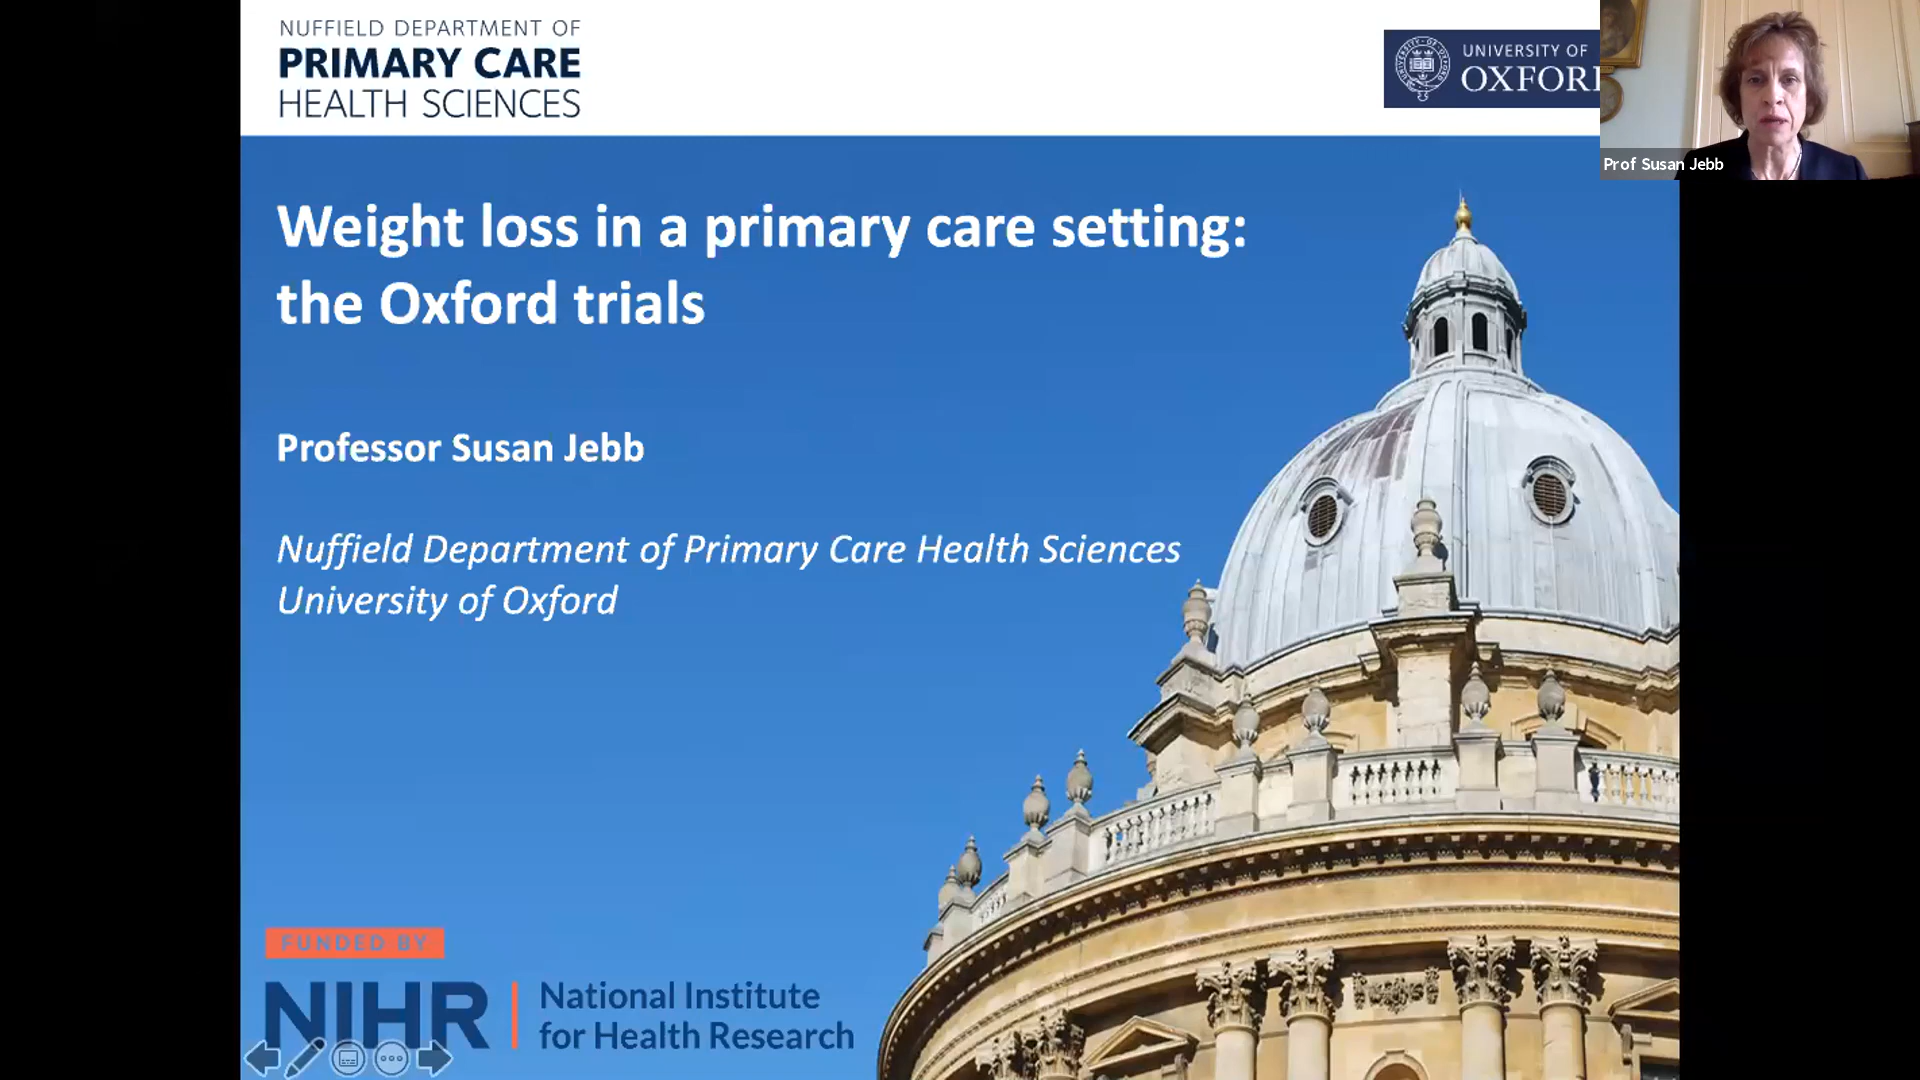 NUFFIELD DEPARTMENT OF
PRIMARY CARE
HEALTH SCIENCES
UNIVERSITY OF
OXFOR
Prof Susan Jebb
Weight loss in a primary care setting:
the Oxford trials
Professor Susan Jebb
Nuffield Department of Primary Care Health Sciences
University of Oxford
FUNDED BY
NIHR
National Institute
for Health Research